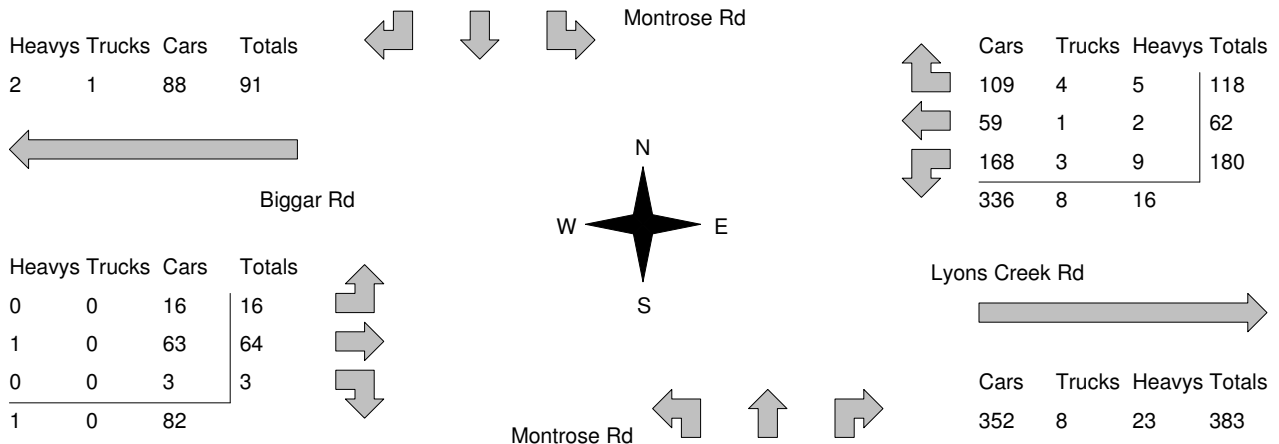 Montrose Rd
Heavys Trucks Cars Totals
2 1 88 91
Cars Trucks Heavys Totals
109 4 5 118
59 1 2 62
168 3 9 180
336 8 16
Biggar Rd
N
W E
S
Heavys Trucks Cars Totals
0 0 16 16
1 0 63 64
0 0 3 3
1 0 82
Lyons Creek Rd
Cars Trucks Heavys Totals
352 8 23 383
Montrose Rd